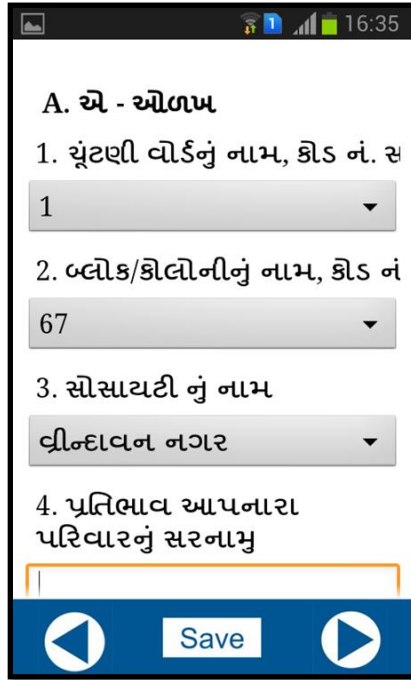 16:35
A. એ - ઓળખ
1. ચૂંટણી વોર્ડનું નામ, કોડ નં. સ
1
2. બ્લોક/કોલોનીનું નામ, કોડ નં
67
3. સોસાયટી નું નામ
વ્રીન્દાવન નગર
4. પ્રતિભાવ આપનારા
પરિવારનું સરનામુ
Save